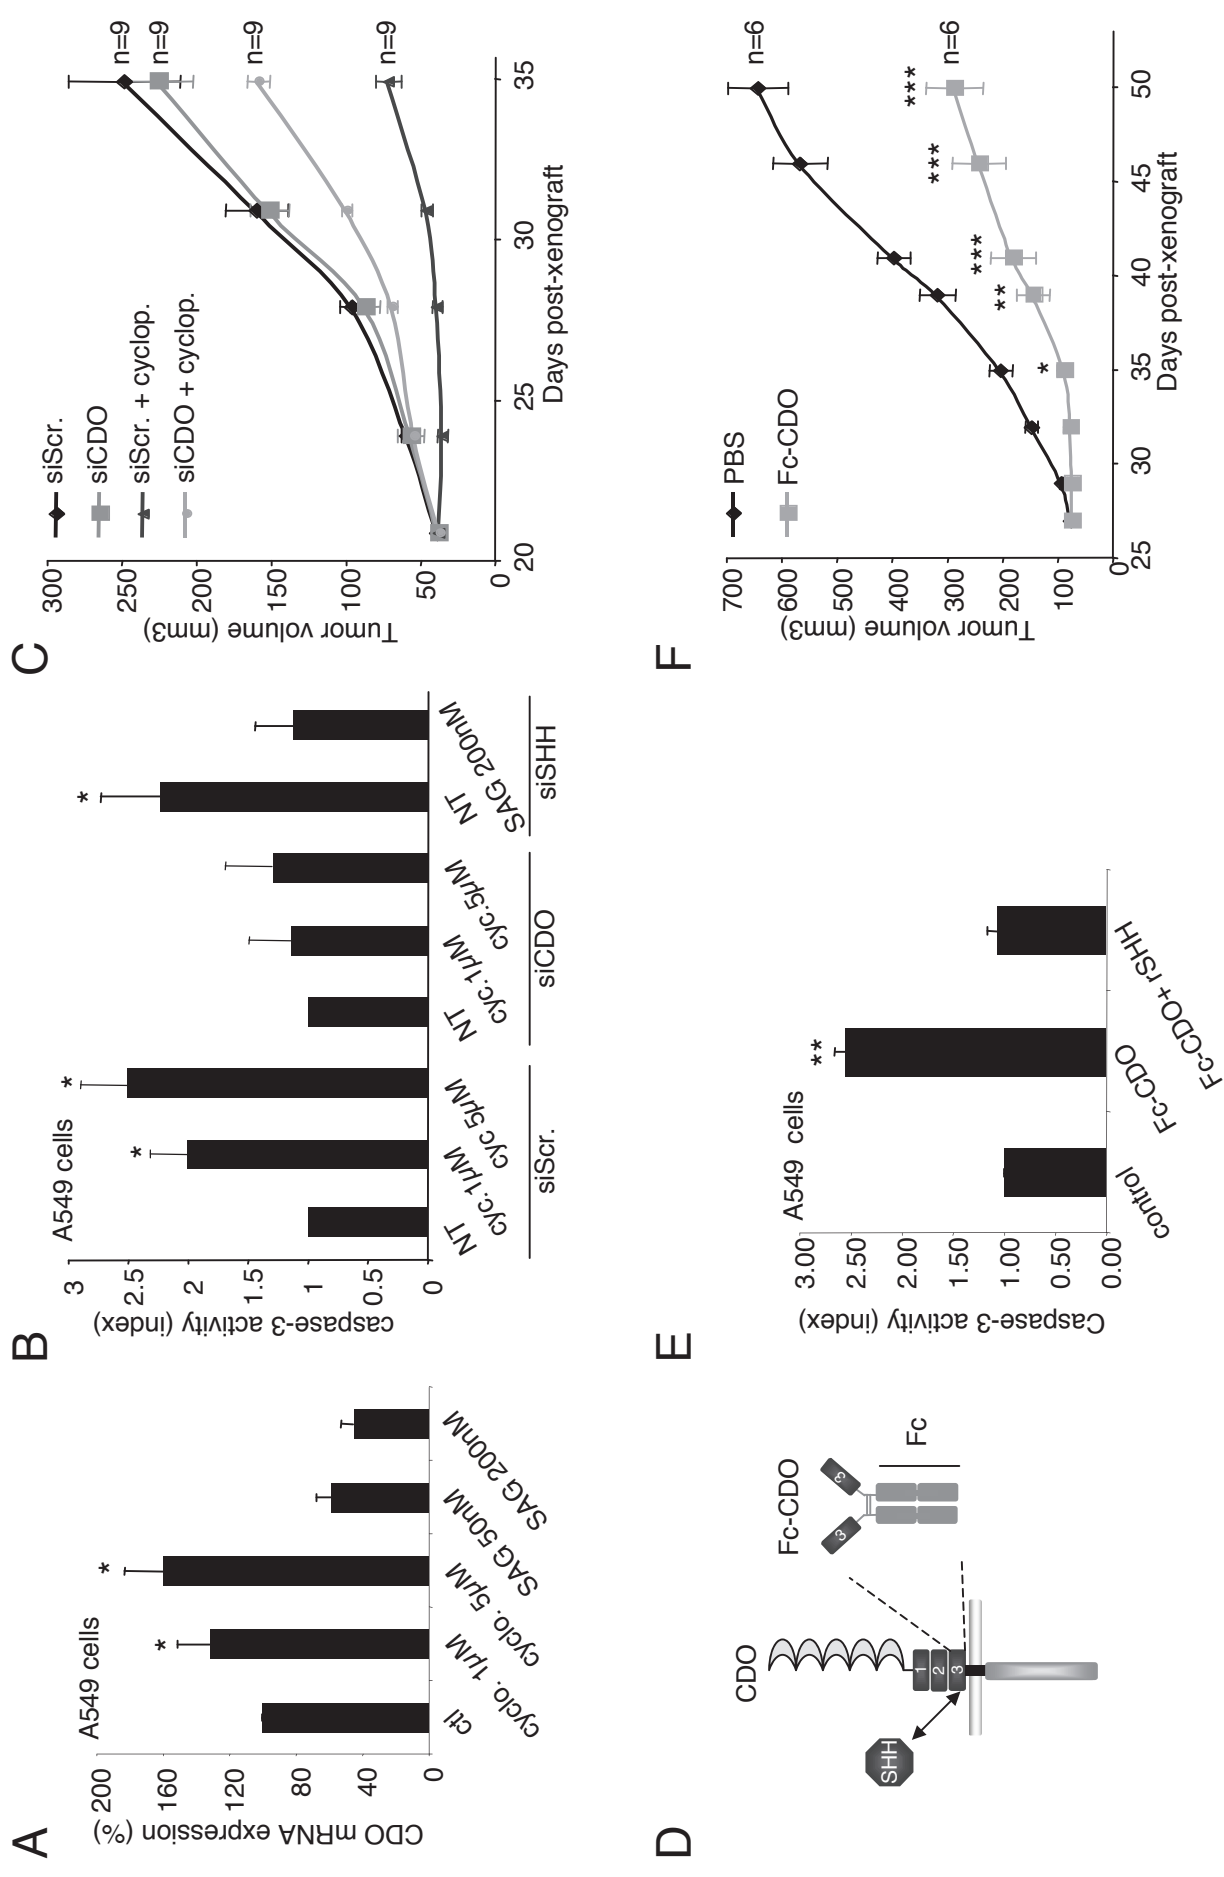 A
A549 cells
CDO mRNA expression (%)
200
160
120
80
40
0
*
*
ctl
cyclo. 1µM
cyclo. 5µM
SAG 50nM
SAG 200nM
B
A549 cells
caspase-3 activity (index)
3
2.5
2
1.5
1
0.5
0
*
*
*
NT
cyc.1µM
cyc 5µM
NT
cyc.1µM
cyc.5µM
NT
SAG 200nM
siScr.
siCDO
siSHH
C
Tumor volume (mm3)
300
250
200
150
100
50
0
siScr.
siCDO
siScr. + cyclop.
siCDO + cyclop.
n=9
n=9
n=9
n=9
20
25
30
35
Days post-xenograft
D
CDO
Fc-CDO
SHH
1
2
3
3
3
Fc
E
A549 cells
Caspase-3 activity (index)
3.00
2.50
2.00
1.50
1.00
0.50
0.00
**
control
Fc-CDO
Fc-CDO+ rSHH
F
Tumor volume (mm3)
700
600
500
400
300
200
100
0
PBS
Fc-CDO
n=6
n=6
*
**
***
***
***
25
30
35
40
45
50
Days post-xenograft